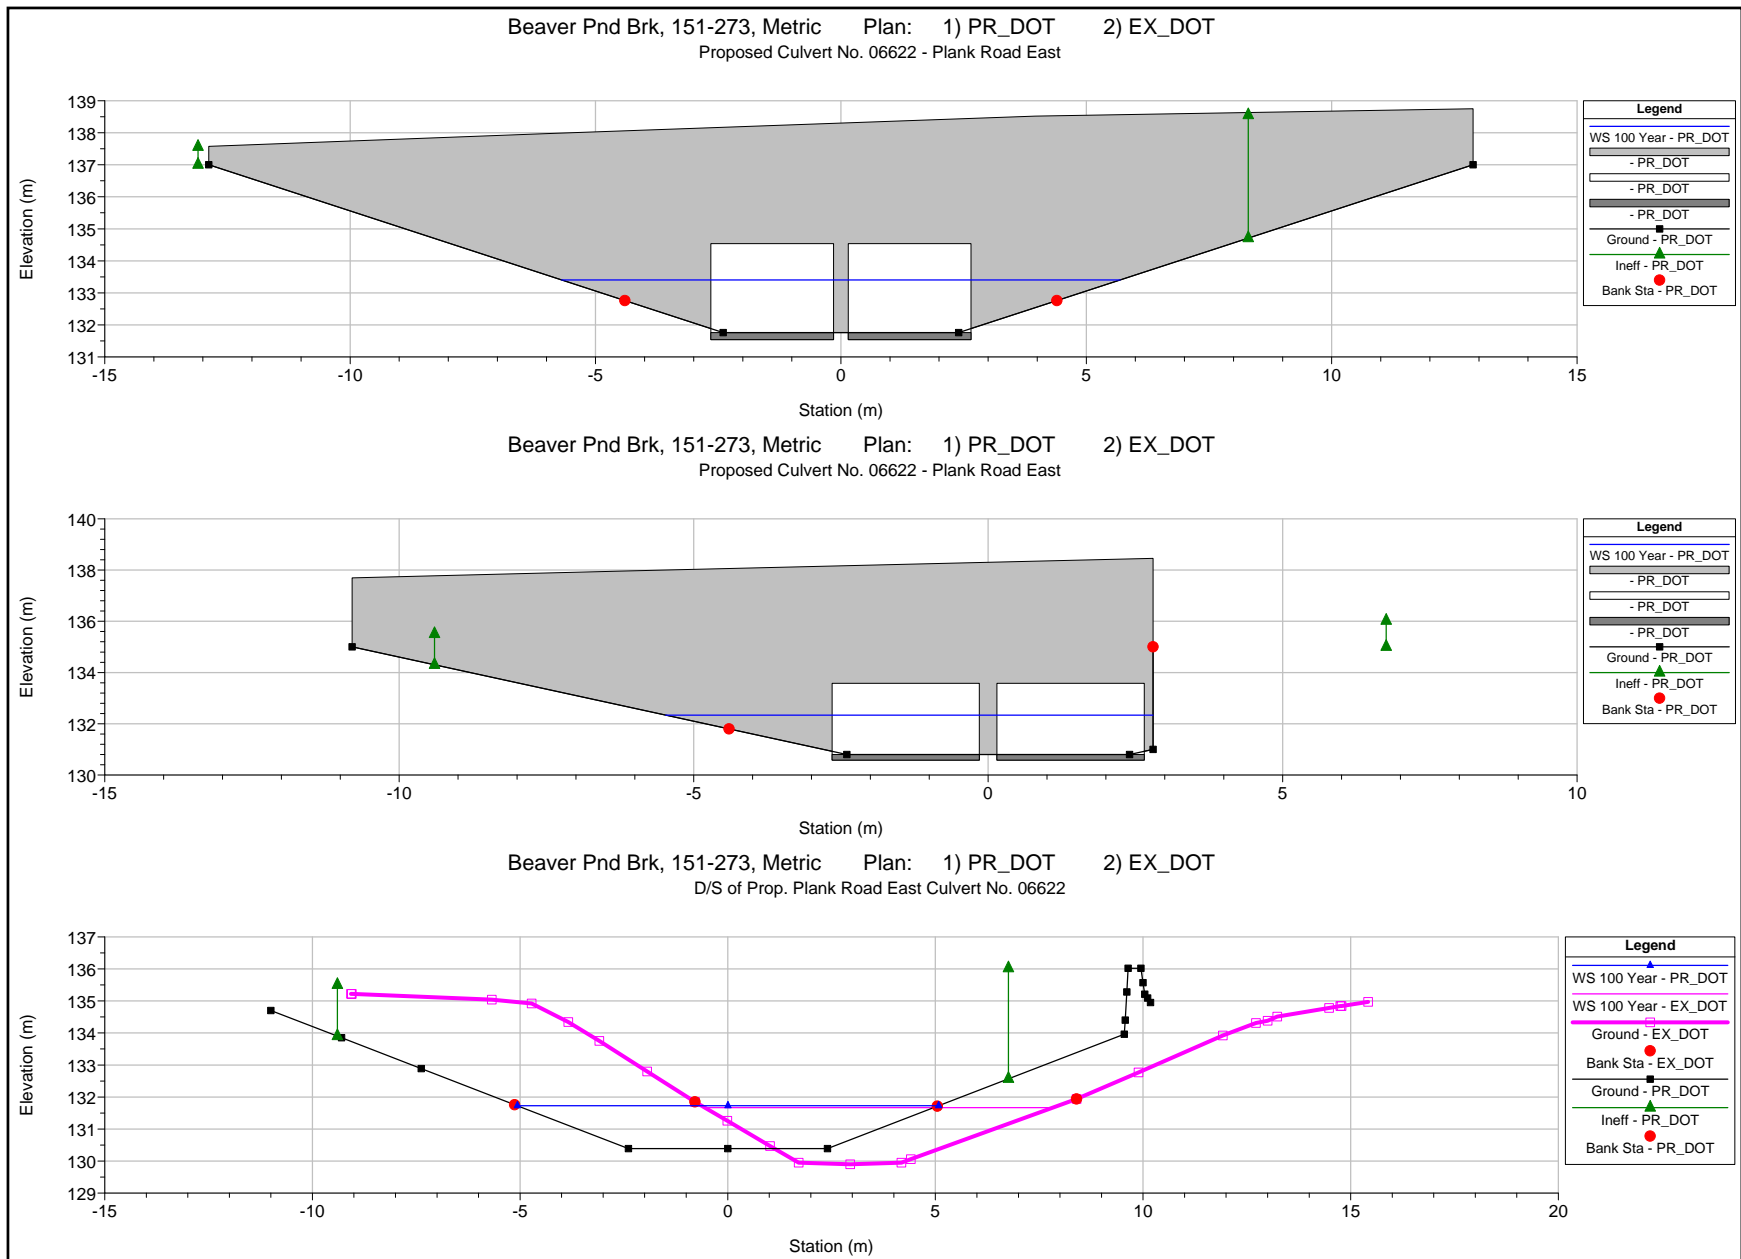 Beaver Pnd Brk, 151-273, Metric Plan: 1) PR_DOT 2) EX_DOT
Proposed Culvert No. 06622 - Plank Road East
139
138
137
136
135
134
133
132
131
Elevation (m)
-15 -10 -5 0 5 10 15
Station (m)
Legend
WS 100 Year - PR_DOT
- PR_DOT
- PR_DOT
- PR_DOT
Ground - PR_DOT
Ineff - PR_DOT
Bank Sta - PR_DOT
Beaver Pnd Brk, 151-273, Metric Plan: 1) PR_DOT 2) EX_DOT
Proposed Culvert No. 06622 - Plank Road East
140
138
136
134
132
130
Elevation (m)
-15 -10 -5 0 5 10
Station (m)
Legend
WS 100 Year - PR_DOT
- PR_DOT
- PR_DOT
- PR_DOT
Ground - PR_DOT
Ineff - PR_DOT
Bank Sta - PR_DOT
Beaver Pnd Brk, 151-273, Metric Plan: 1) PR_DOT 2) EX_DOT
D/S of Prop. Plank Road East Culvert No. 06622
137
136
135
134
133
132
131
130
129
Elevation (m)
-15 -10 -5 0 5 10 15 20
Station (m)
Legend
WS 100 Year - PR_DOT
WS 100 Year - EX_DOT
Ground - EX_DOT
Bank Sta - EX_DOT
Ground - PR_DOT
Ineff - PR_DOT
Bank Sta - PR_DOT